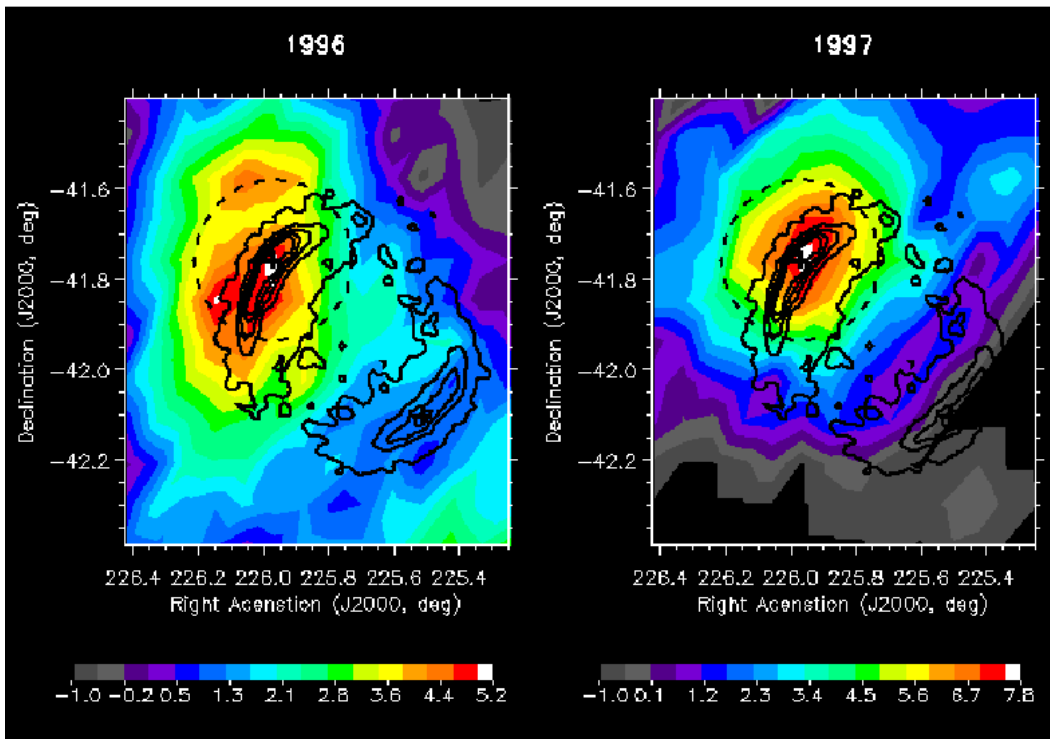 1996
1997
−41.6
−41.8
−42.0
−42.2
Declination (J2000, deg)
226.4 226.2 226.0 225.8 225.6 225.4
Right Acenstion (J2000, deg)
−1.0 −0.2 0.5 1.3 2.1 2.8 3.6 4.4 5.2
−41.6
−41.8
−42.0
−42.2
Declination (J2000, deg)
226.4 226.2 226.0 225.8 225.6 225.4
Right Acenstion (J2000, deg)
−1.0 0.1 1.2 2.3 3.4 4.5 5.6 6.7 7.8